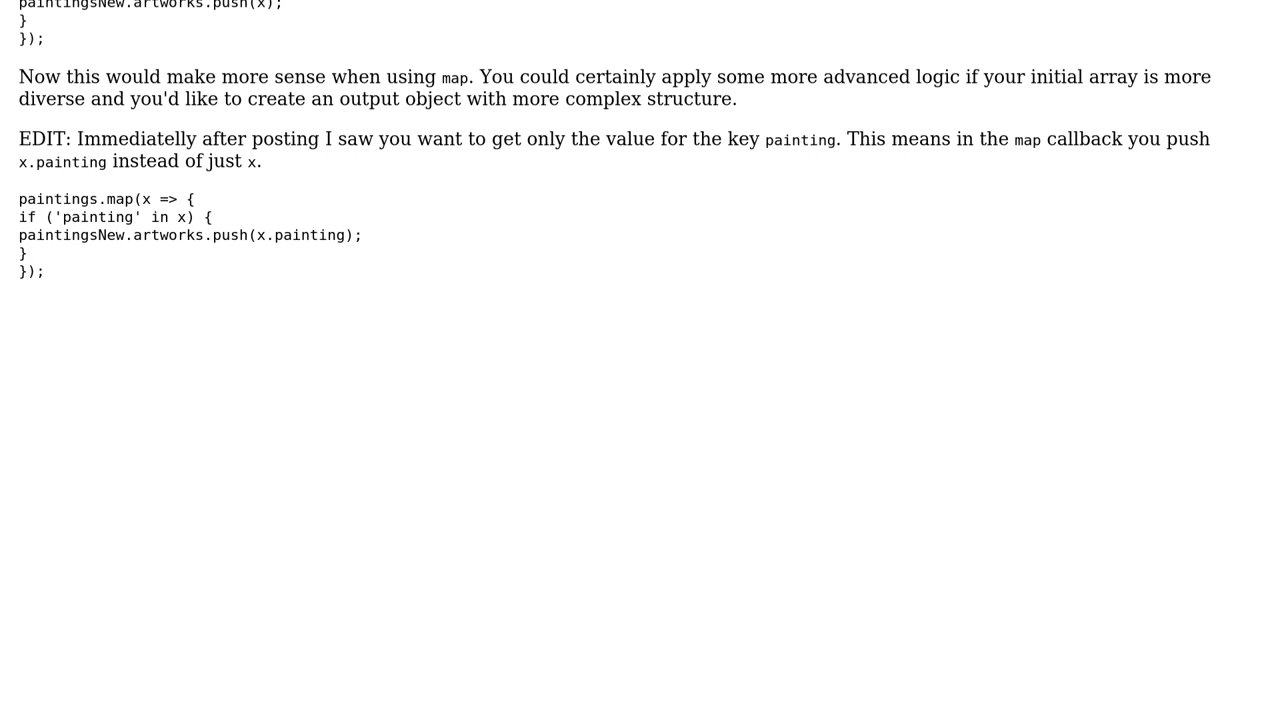 paintingsNew.artworks.push(x);
}
});
Now this would make more sense when using map. You could certainly apply some more advanced logic if your initial array is more
diverse and you'd like to create an output object with more complex structure.
EDIT: Immediatelly after posting I saw you want to get only the value for the key painting. This means in the map callback you push
x.painting instead of just x.
paintings.map(x => {
if ('painting' in x) {
paintingsNew.artworks.push(x.painting);
}
});